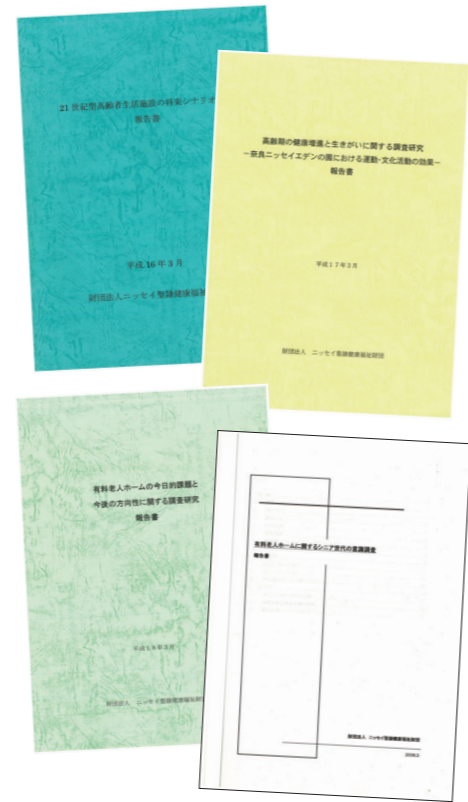 21世紀型高齢者生活施設の将来シナリオ
報告書
平成16年3月
財団法人ニッセイ聖隷健康福祉
高齢期の健康増進と生きがいに関する調査研究
－奈良ニッセイエデンの園における運動・文化活動の効果－
報告書
平成17年3月
財団法人 ニッセイ聖隷健康福祉財団
有料老人ホームの今日的課題と
今後の方向性に関する調査研究
報告書
平成18年3月
財団法人 ニッセイ聖隷健康福祉財
有料老人ホームに関するシニア世代の意識調査
報告書
財団法人 ニッセイ聖隷健康福祉財団